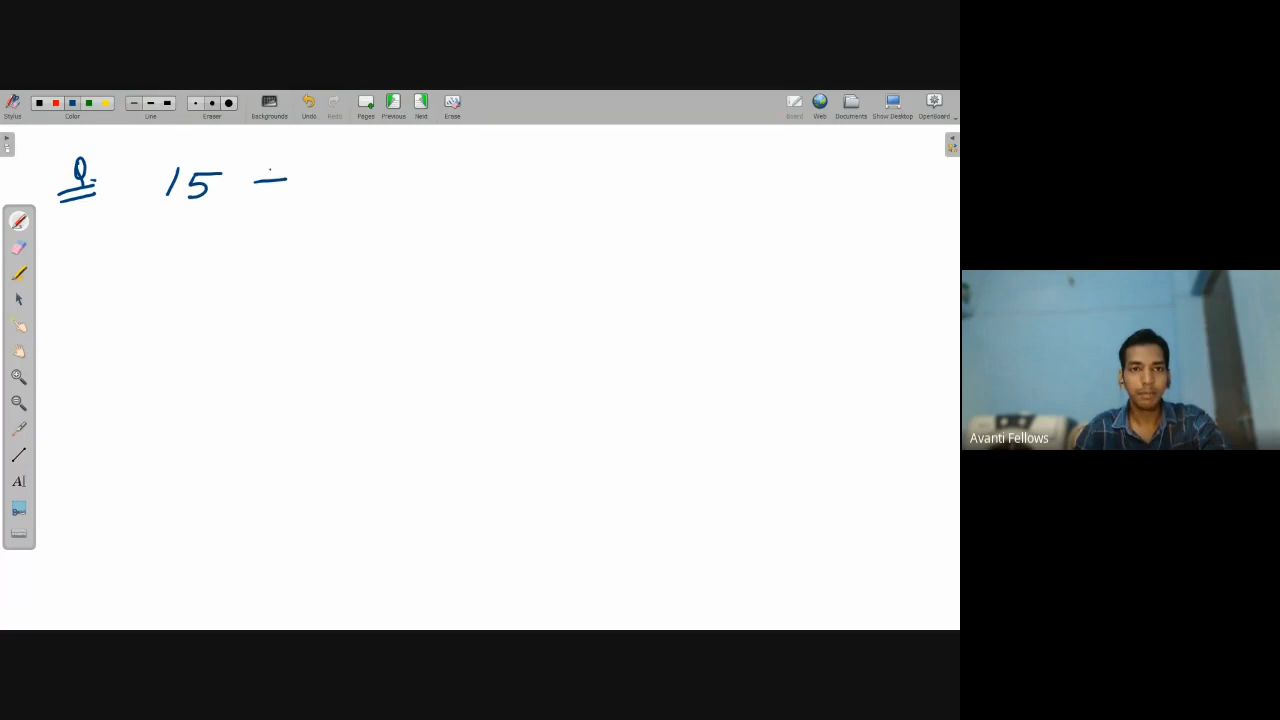 Stylus Color Line Eraser Backgrounds Undo Redo Pages Previous Next Erase Board Web Documents Show Desktop OpenBoard
Q. 15 ÷
Avanti Fellows